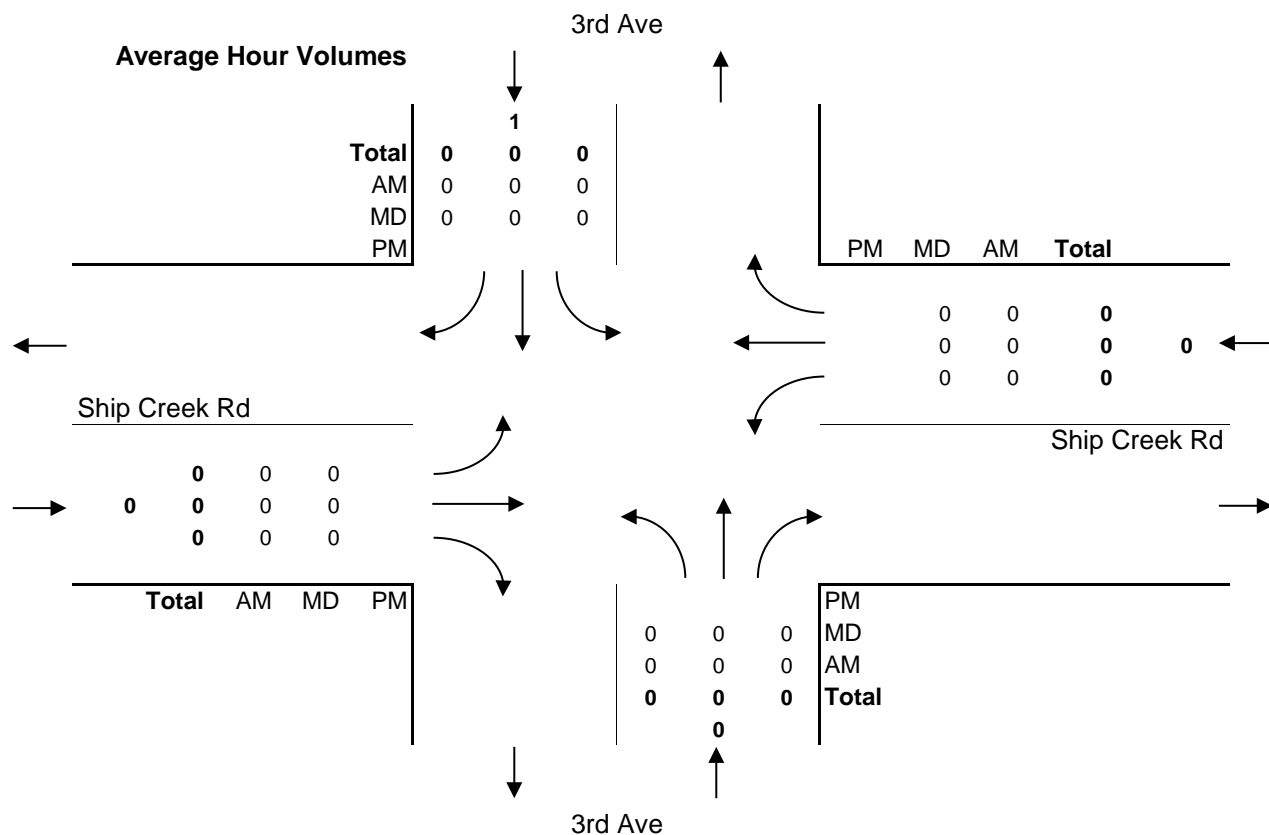 3rd Ave
Average Hour Volumes
1
Total 0 0 0
AM 0 0 0
MD 0 0 0
PM
PM MD AM Total
0 0 0
0 0 0 0
0 0 0
Ship Creek Rd
Ship Creek Rd
0 0 0
0 0 0 0
0 0 0
Total AM MD PM
PM
0 0 0 MD
0 0 0 AM
0 0 0 Total
0
3rd Ave